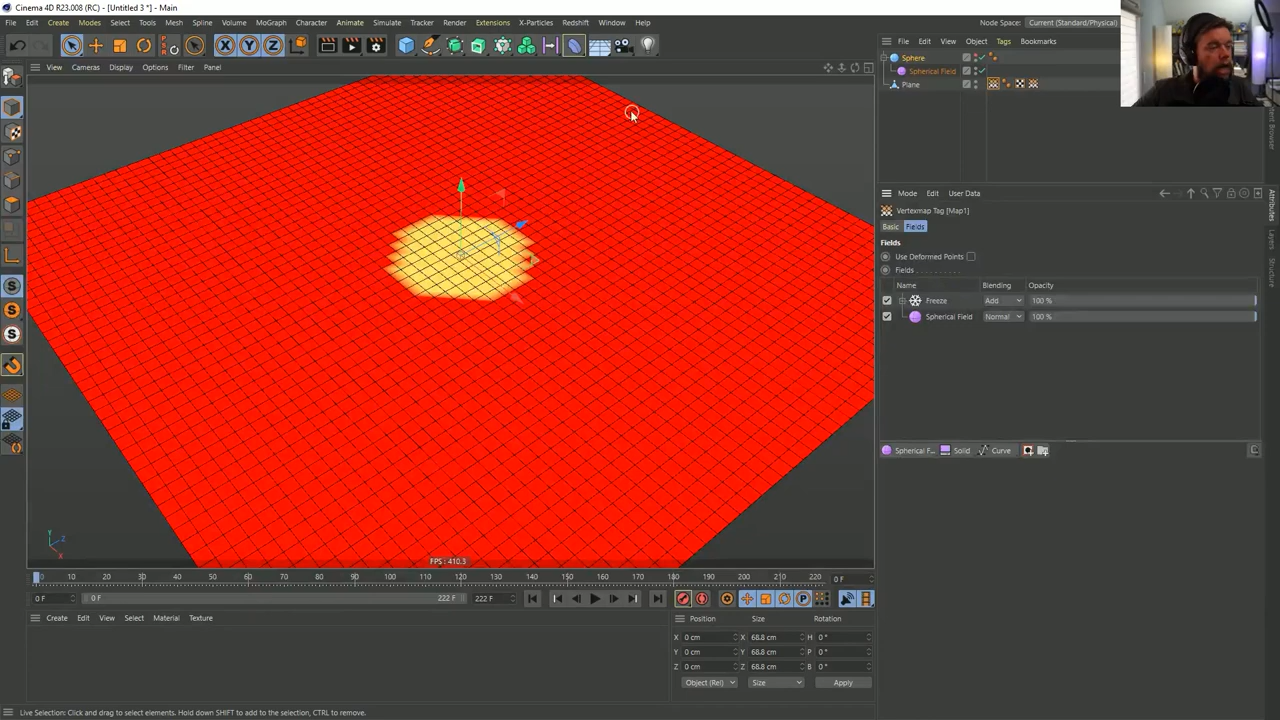 Cinema 4D R23.008 (RC) - [Untitled 3 *] - Main
File Edit Create Modes Select Tools Mesh Spline Volume MoGraph Character Animate Simulate Tracker Render Extensions X-Particles Redshift Window Help
Node Space: Current (Standard/Physical)
File Edit View Object Tags Bookmarks
View Cameras Display Options Filter Panel
Sphere
Spherical Field
Plane
Mode Edit User Data
Vertexmap Tag [Map1]
Basic Fields
Fields
Use Deformed Points
Fields
Name Blending Opacity
Freeze Add 100 %
Spherical Field Normal 100 %
Spherical F... Solid Curve
Attributes
Layers
Structure
X Y Z
Y Z X
FPS : 410.3
0 10 20 30 40 50 60 70 80 90 100 110 120 130 140 150 160 170 180 190 200 210 220 0 F
0 F 0 F 222 F 222 F
Create Edit View Select Material Texture
Position Size Rotation
X 0 cm X 68.8 cm H 0 °
Y 0 cm Y 68.8 cm P 0 °
Z 0 cm Z 68.8 cm B 0 °
Object (Rel) Size Apply
Live Selection: Click and drag to select elements. Hold down SHIFT to add to the selection, CTRL to remove.